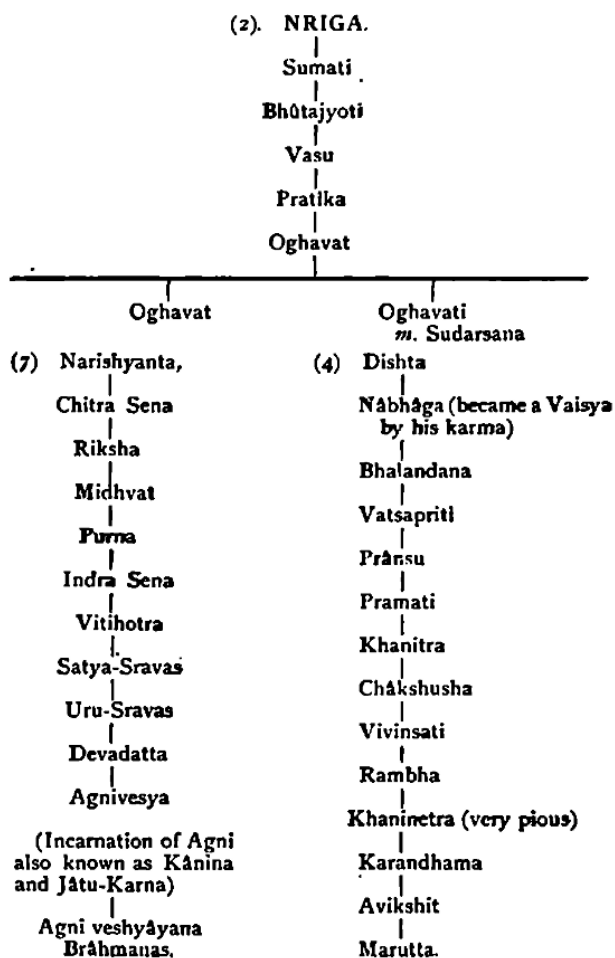 (2). NRIGA.
Sumati
Bhûtajyoti
Vasu
Pratika
Oghavat
Oghavat
Oghavati
m. Sudarsana
(7) Narishyanta,
Chitra Sena
Riksha
Midhvat
Purna
Indra Sena
Vitihotra
Satya-Sravas
Uru-Sravas
Devadatta
Agnivesya
(Incarnation of Agni
also known as Kânina
and Jâtu-Karna)
Agni veshyâyana
Brâhmanas.
(4) Dishta
Nâbhâga (became a Vaisya
by his karma)
Bhalandana
Vatsapriti
Prânsu
Pramati
Khanitra
Châkshusha
Vivinsati
Rambha
Khaninetra (very pious)
Karandhama
Avikshit
Marutta.